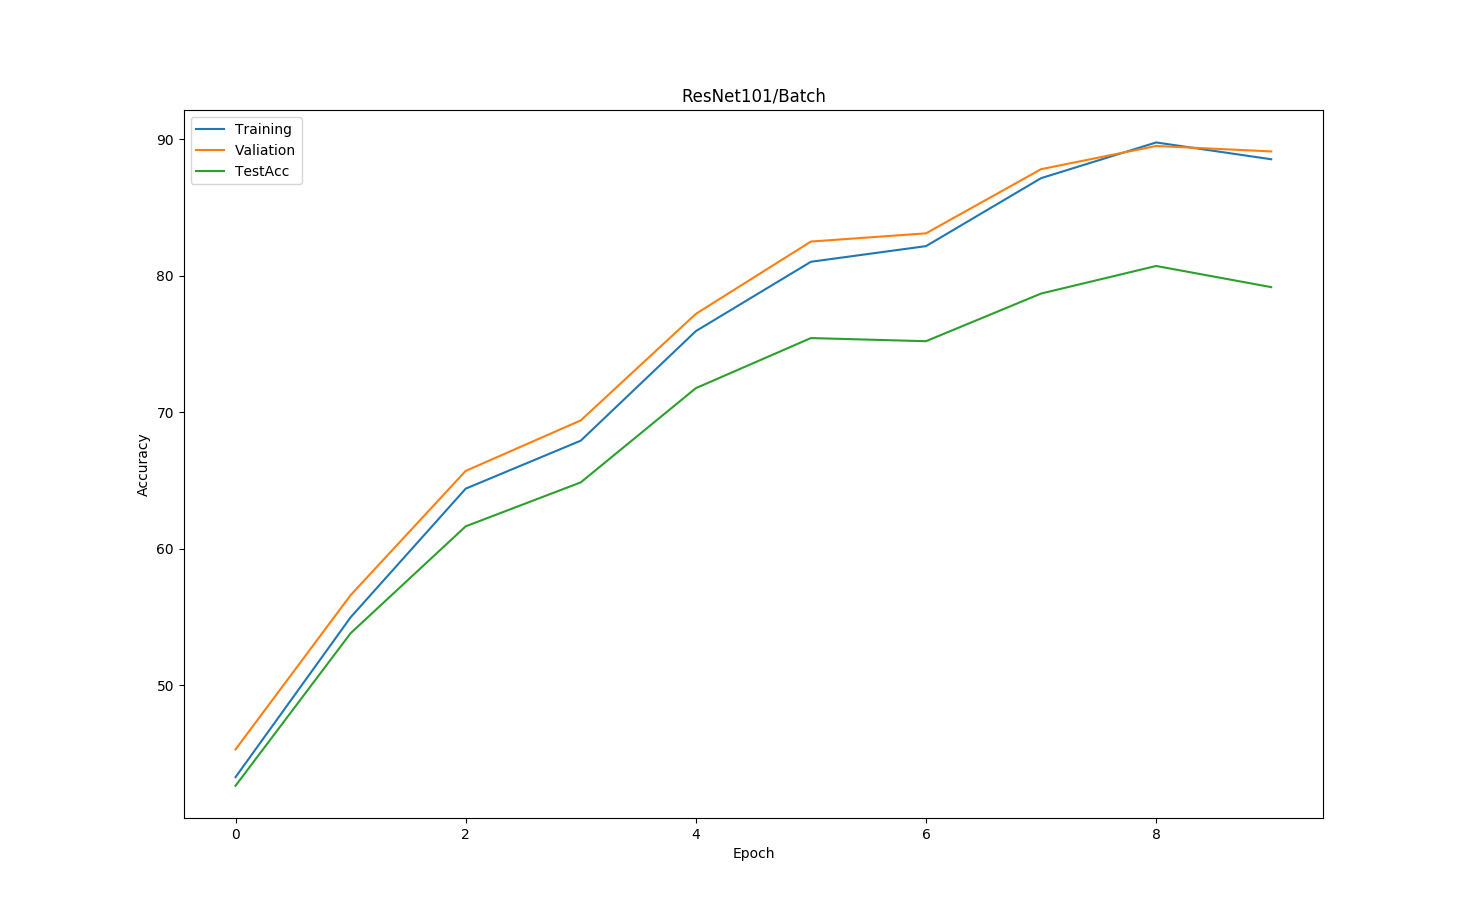 ResNet101/Batch
Training
Valiation
TestAcc
90
80
70
60
50
Accuracy
0 2 4 6 8
Epoch